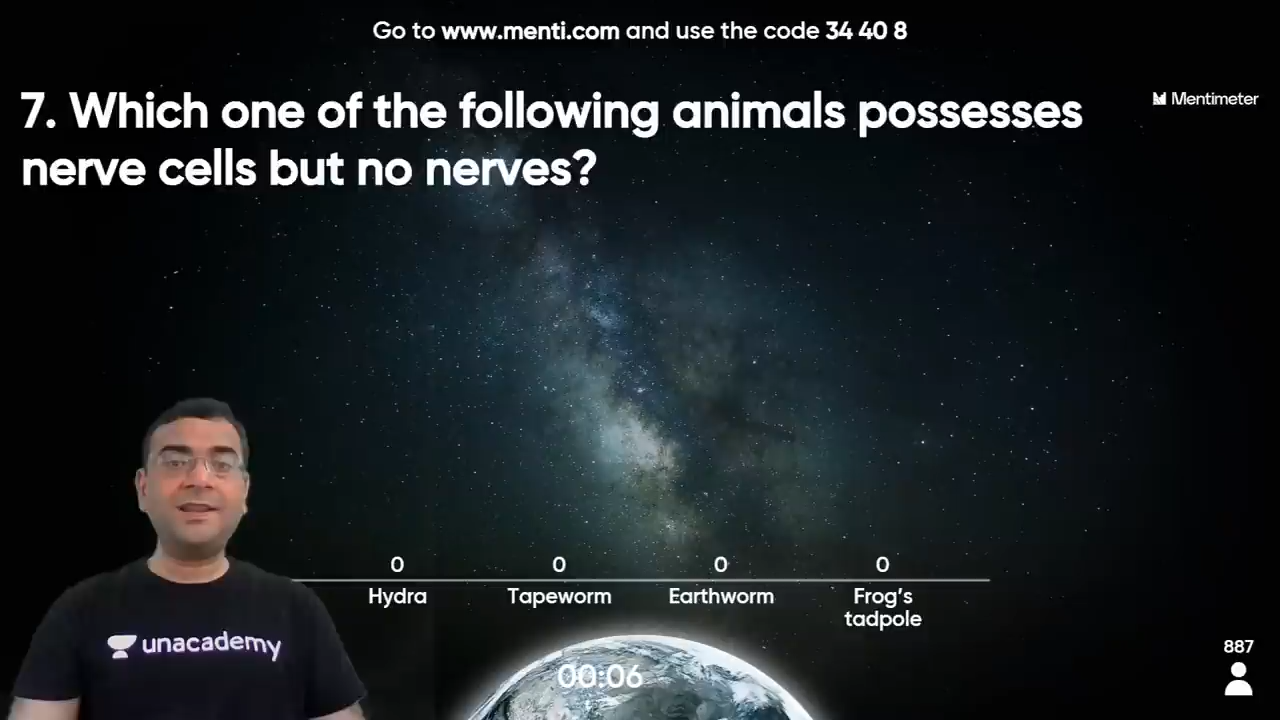 Go to www.menti.com and use the code 34 40 8
7. Which one of the following animals possesses
nerve cells but no nerves?
Mentimeter
0 0 0 0
Hydra Tapeworm Earthworm Frog's
tadpole
unacademy
00:06
887